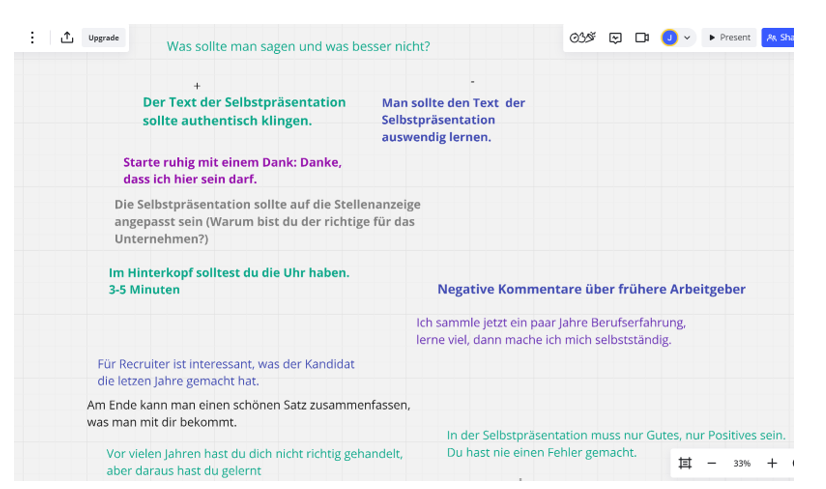 Upgrade
Present
J
Was sollte man sagen und was besser nicht?
+
-
Der Text der Selbstpräsentation
sollte authentisch klingen.
Man sollte den Text der
Selbstpräsentation
auswendig lernen.
Starte ruhig mit einem Dank: Danke,
dass ich hier sein darf.
Die Selbstpräsentation sollte auf die Stellenanzeige
angepasst sein (Warum bist du der richtige für das
Unternehmen?)
Im Hinterkopf solltest du die Uhr haben.
3-5 Minuten
Negative Kommentare über frühere Arbeitgeber
Ich sammle jetzt ein paar Jahre Berufserfahrung,
lerne viel, dann mache ich mich selbstständig.
Für Recruiter ist interessant, was der Kandidat
die letzen Jahre gemacht hat.
Am Ende kann man einen schönen Satz zusammenfassen,
was man mit dir bekommt.
In der Selbstpräsentation muss nur Gutes, nur Positives sein.
Du hast nie einen Fehler gemacht.
Vor vielen Jahren hast du dich nicht richtig gehandelt,
aber daraus hast du gelernt
33%